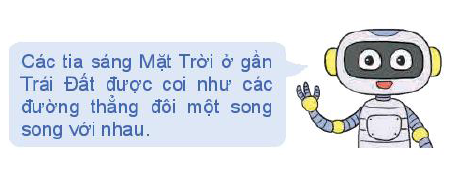 Các tia sáng Mặt Trời ở gần
Trái Đất được coi như các
đường thẳng đôi một song
song với nhau.